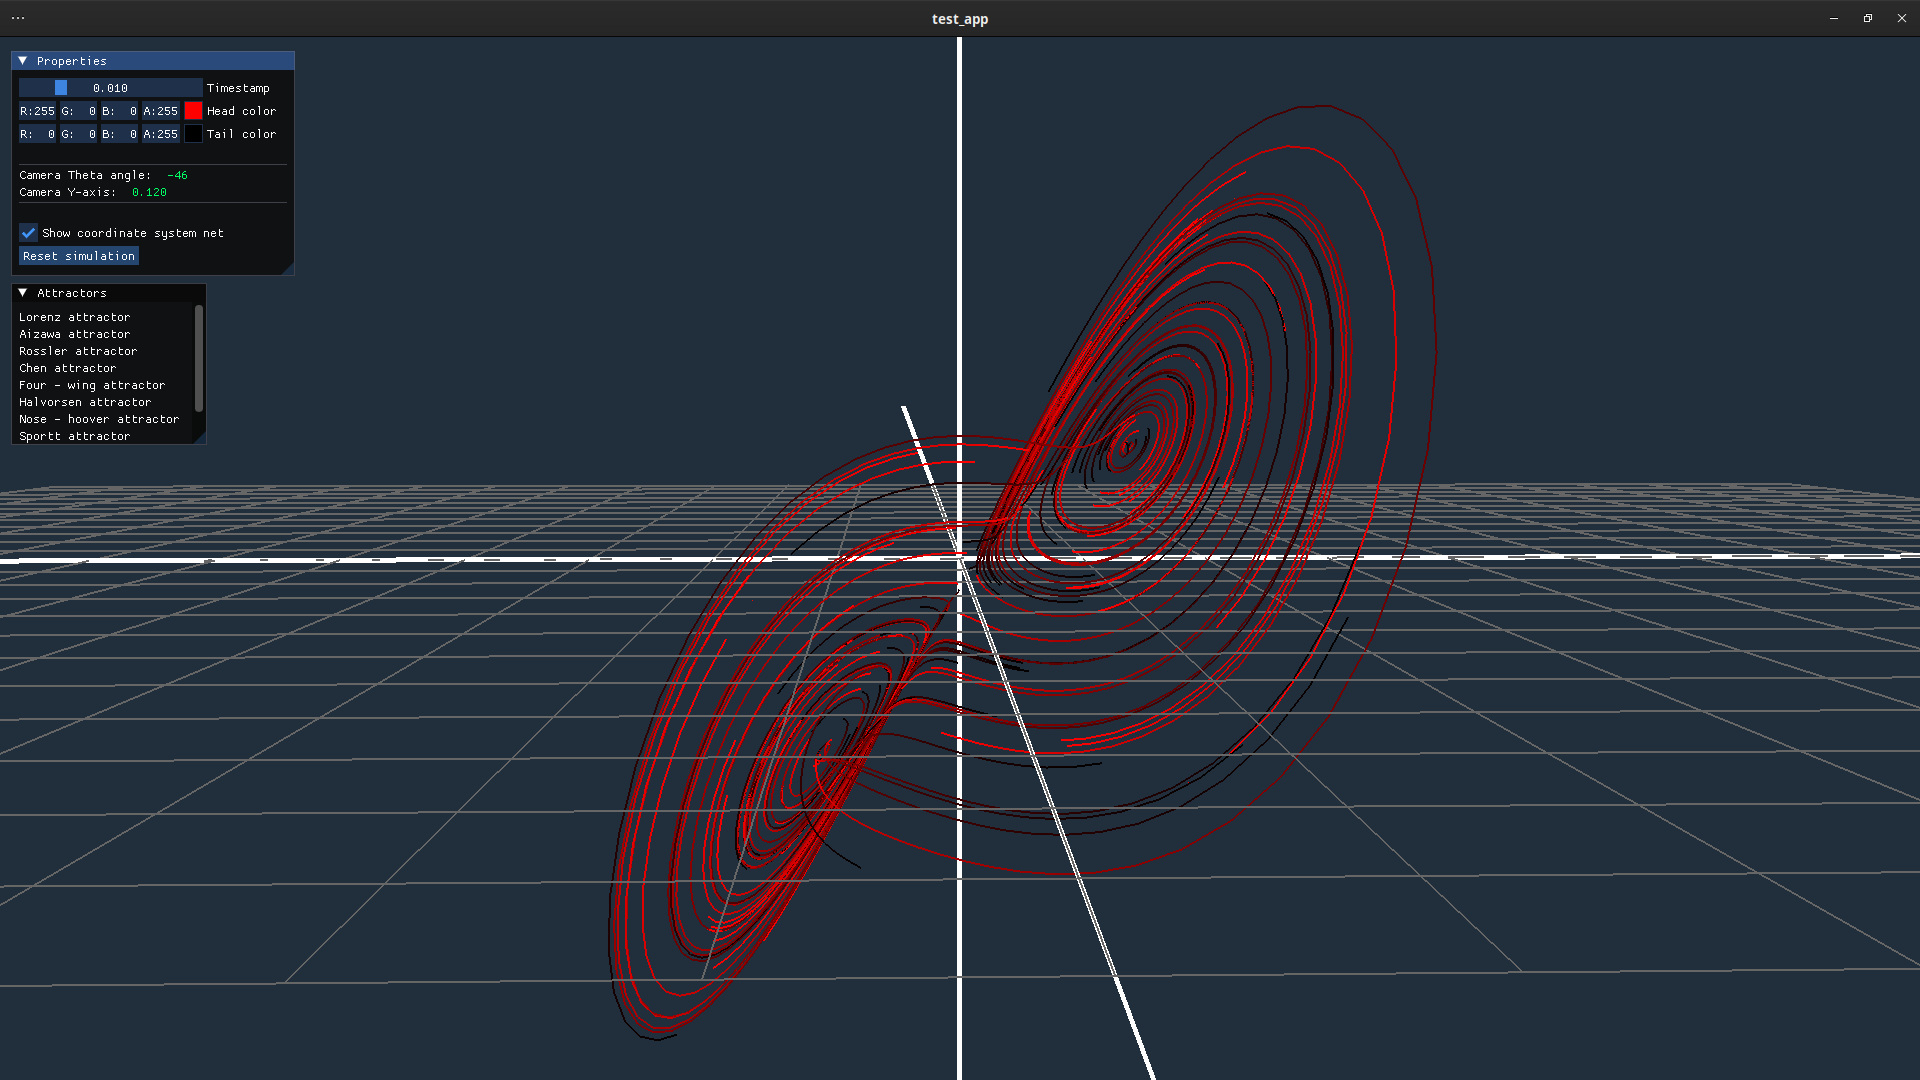 ...
test_app
Properties
0.010 Timestamp
R:255 G: 0 B: 0 A:255 Head color
R: 0 G: 0 B: 0 A:255 Tail color
Camera Theta angle: -46
Camera Y-axis: 0.120
Show coordinate system net
Reset simulation
Attractors
Lorenz attractor
Aizawa attractor
Rossler attractor
Chen attractor
Four - wing attractor
Halvorsen attractor
Nose - hoover attractor
Sportt attractor